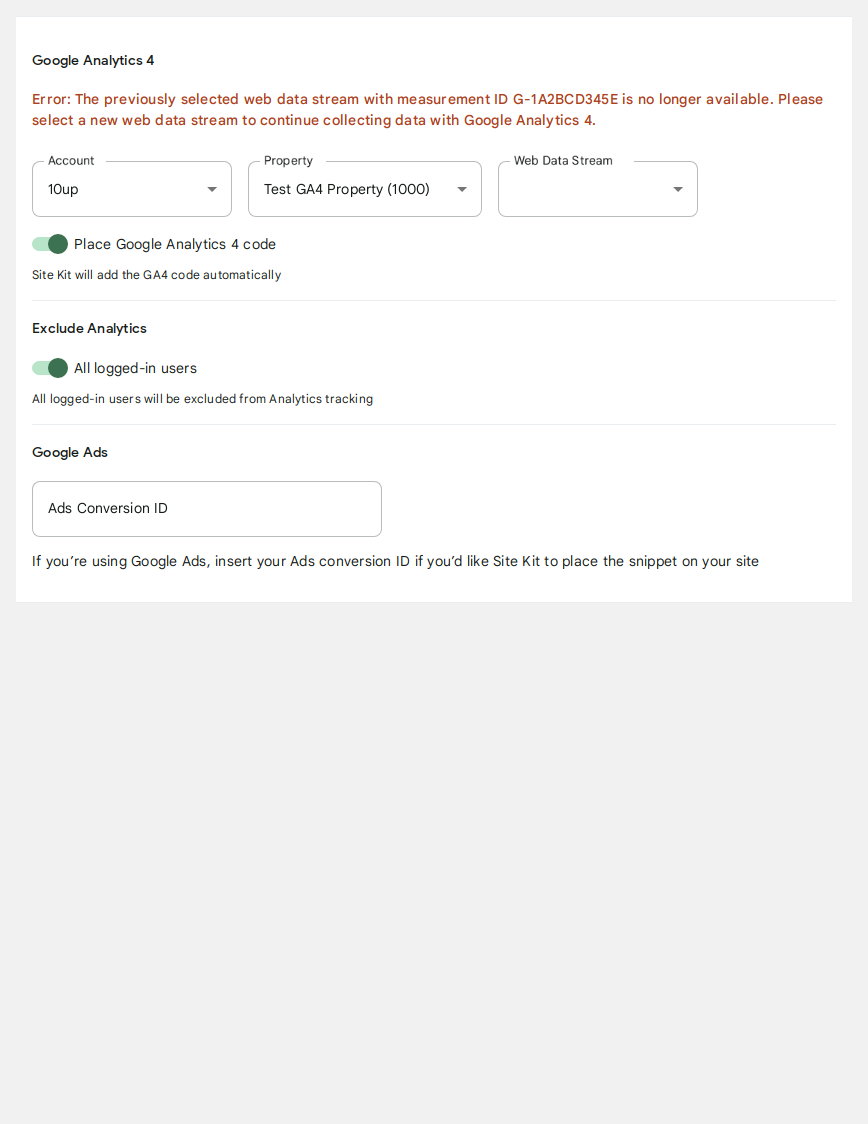 Google Analytics 4
Error: The previously selected web data stream with measurement ID G-1A2BCD345E is no longer available. Please
select a new web data stream to continue collecting data with Google Analytics 4.
Account
10up
Property
Test GA4 Property (1000)
Web Data Stream
Place Google Analytics 4 code
Site Kit will add the GA4 code automatically
Exclude Analytics
All logged-in users
All logged-in users will be excluded from Analytics tracking
Google Ads
Ads Conversion ID
If you’re using Google Ads, insert your Ads conversion ID if you’d like Site Kit to place the snippet on your site